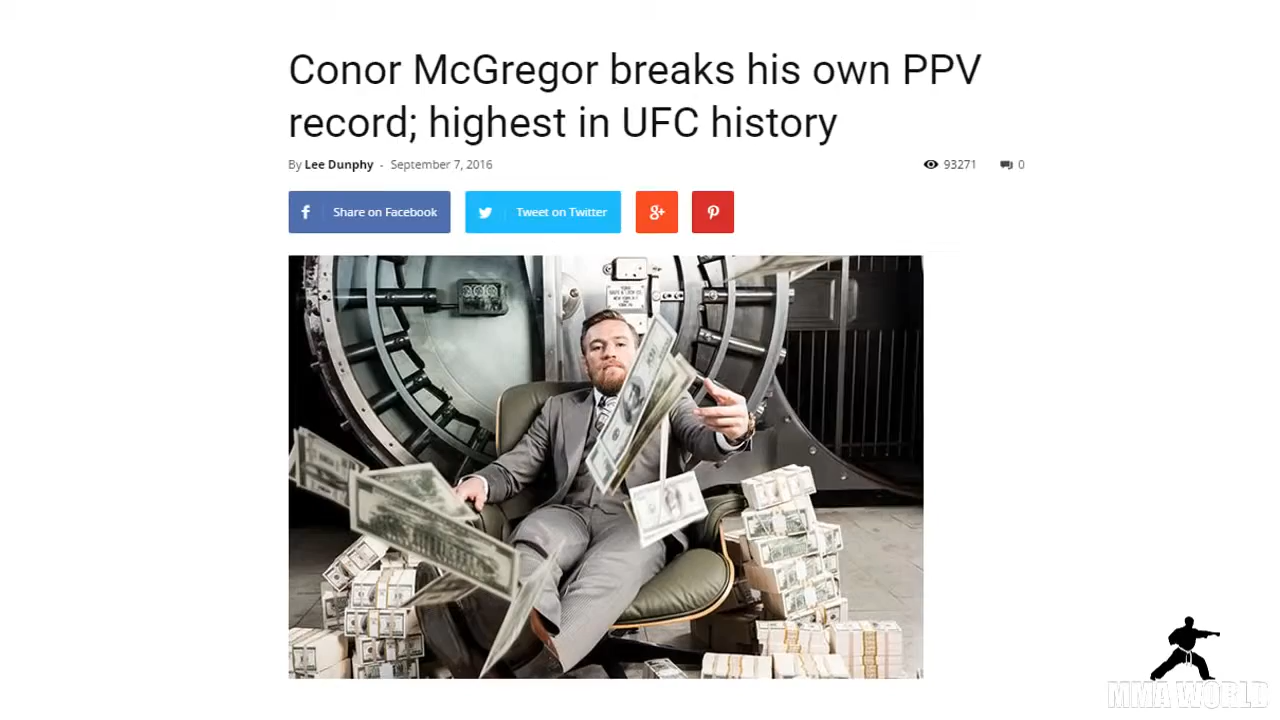 Conor McGregor breaks his own PPV
record; highest in UFC history
By Lee Dunphy - September 7, 2016 93271 0
f Share on Facebook Tweet on Twitter g+
MMA WORLD